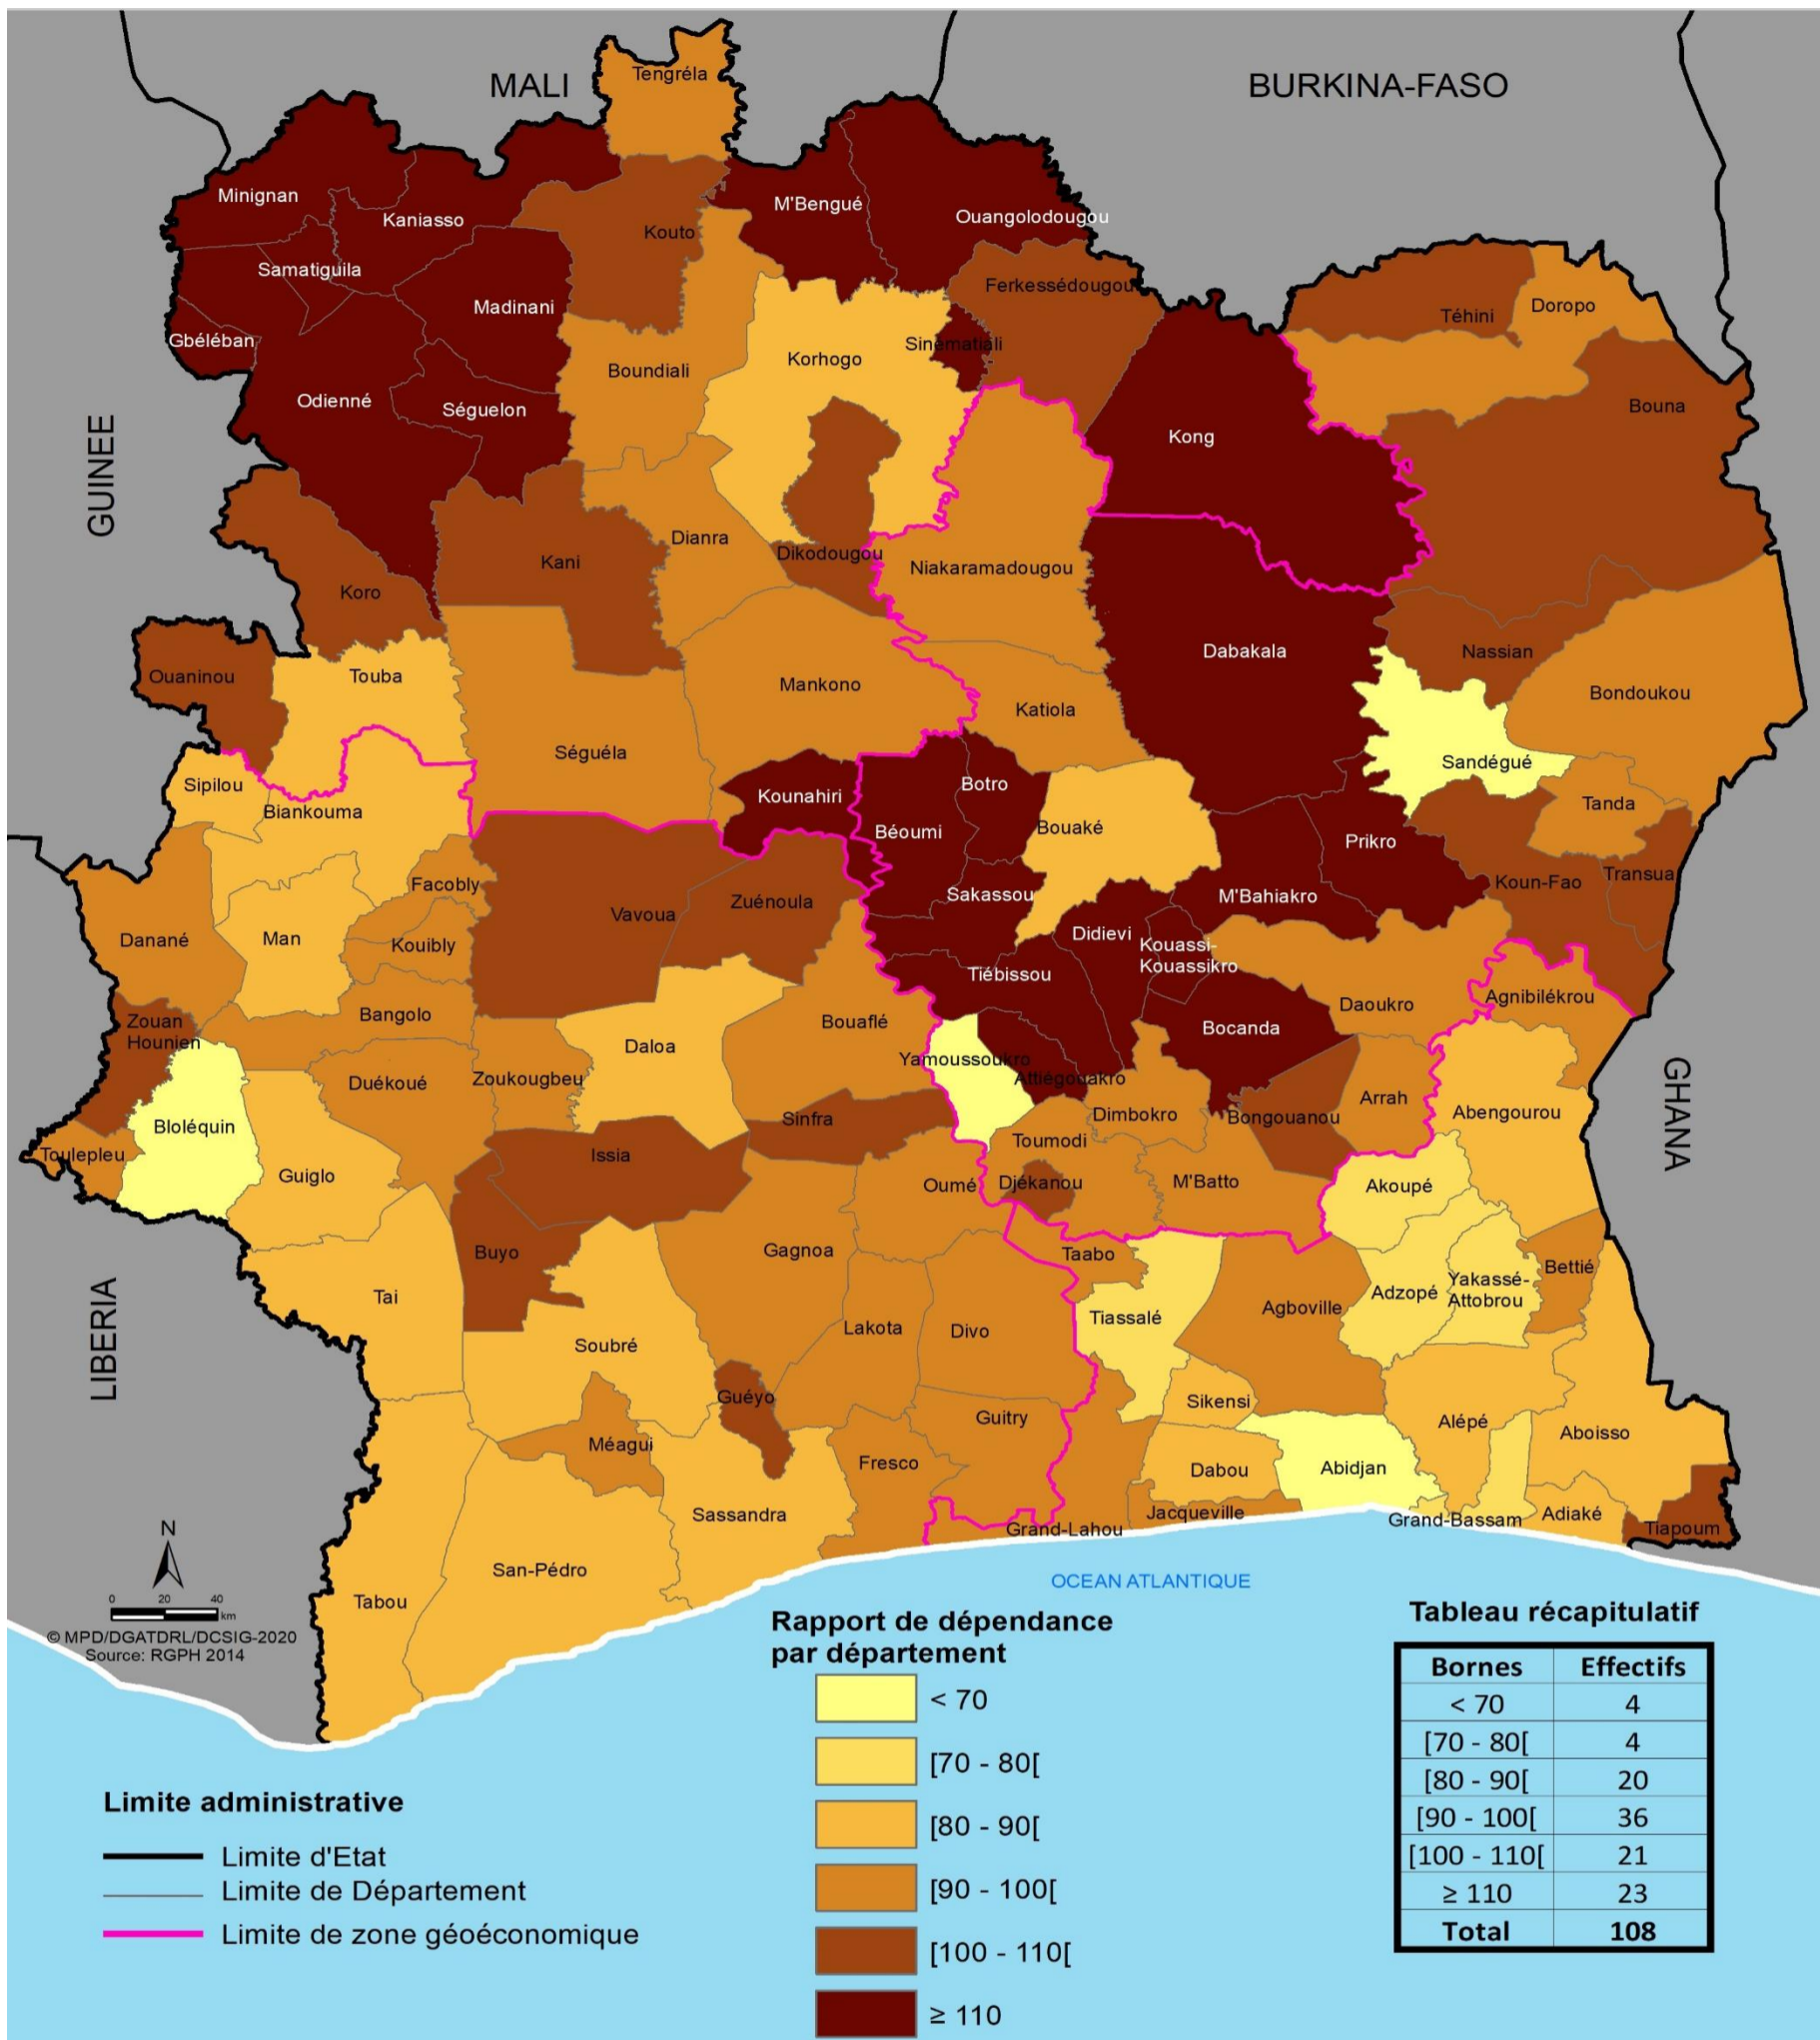 MALI
BURKINA-FASO
GUINEE
LIBERIA
GHANA
Tengréla
Minignan
Kaniasso
M'Bengué
Ouangolodougou
Kouto
Samatiguila
Madinani
Ferkessédougou
Téhini
Doropo
Gbéléban
Sinématiali
Korhogo
Boundiali
Odienné
Séguelon
Bouna
Kong
Kani
Dianra
Dikodougou
Niakaramadougou
Koro
Ouaninou
Touba
Dabakala
Nassian
Mankono
Katiola
Bondoukou
Séguéla
Sandégué
Sipilou
Biankouma
Kounahiri
Botro
Béoumi
Bouaké
Tanda
Prikro
Facobly
Vavoua
Zuénoula
Sakassou
M'Bahiakro
Koun-Fao
Transua
Danané
Man
Kouibly
Didievi
Kouassi-
Kouassikro
Tiébissou
Agnibilékrou
Daoukro
Zouan
Hounien
Bangolo
Bouaflé
Bocanda
Daloa
Yamoussoukro
Attiégouakro
Duékoué
Zoukougbeu
Arrah
Abengourou
Dimbokro
Bongouanou
Sinfra
Bloléquin
Toulepleu
Issia
Toumodi
Guiglo
Oumé
Djékanou
M'Batto
Akoupé
Buyo
Gagnoa
Taabo
Bettié
Tai
Adzopé
Yakassé-
Attobrou
Agboville
Tiassalé
Lakota
Divo
Soubré
Guéyo
Sikensi
Guitry
Alépé
Aboisso
Méagui
Fresco
Dabou
Abidjan
Sassandra
Jacqueville
Grand-Lahou
Grand-Bassam
Adiaké
Tiapoum
San-Pédro
Tabou
OCEAN ATLANTIQUE
N
0 20 40
km
© MPD/DGATDRL/DCSIG-2020
Source: RGPH 2014
Limite administrative
Limite d'Etat
Limite de Département
Limite de zone géoéconomique
Rapport de dépendance
par département
< 70
[70 - 80[
[80 - 90[
[90 - 100[
[100 - 110[
≥ 110
Tableau récapitulatif
Bornes Effectifs
< 70 4
[70 - 80[ 4
[80 - 90[ 20
[90 - 100[ 36
[100 - 110[ 21
≥ 110 23
Total 108